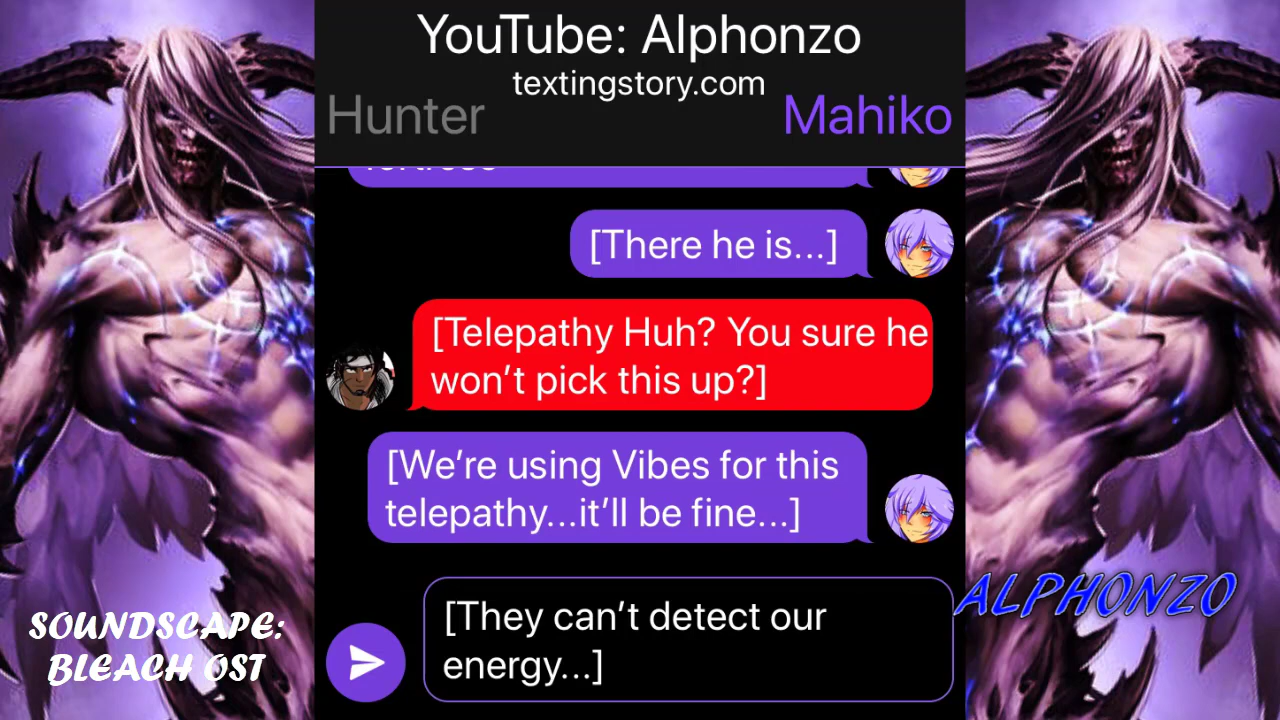 YouTube: Alphonzo
textingstory.com
Hunter
Mahiko
[There he is...]
[Telepathy Huh? You sure he
won’t pick this up?]
[We’re using Vibes for this
telepathy...it’ll be fine...]
[They can’t detect our
energy...]
SOUNDSCAPE:
BLEACH OST
ALPHONZO